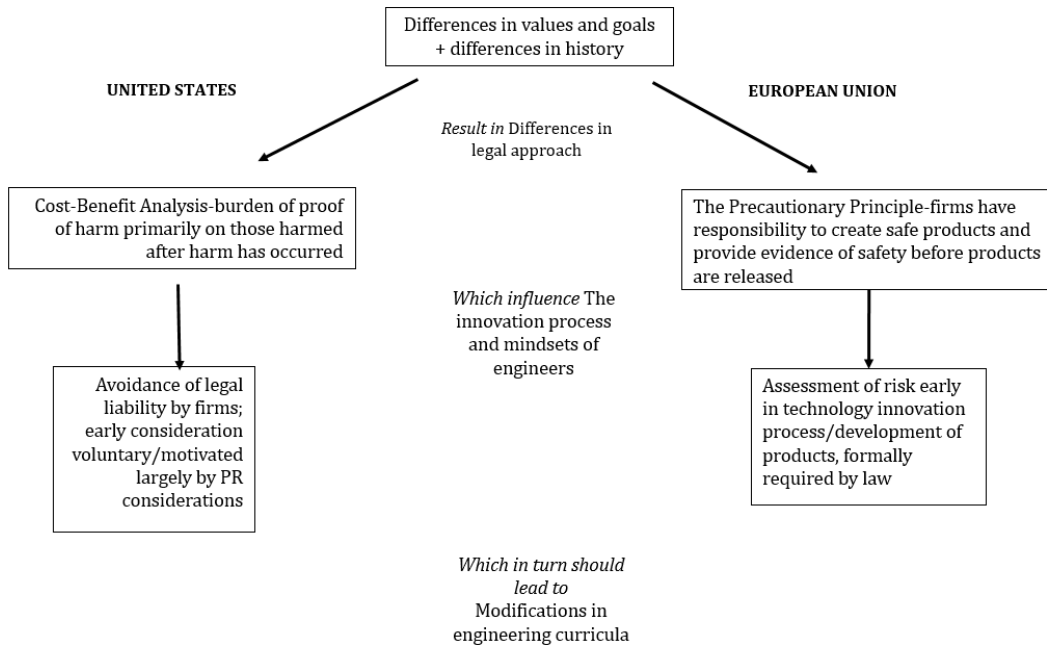 Differences in values and goals
+ differences in history
UNITED STATES
EUROPEAN UNION
Result in Differences in
legal approach
Cost-Benefit Analysis-burden of proof
of harm primarily on those harmed
after harm has occurred
The Precautionary Principle-firms have
responsibility to create safe products and
provide evidence of safety before products
are released
Which influence The
innovation process
and mindsets of
engineers
Avoidance of legal
liability by firms;
early consideration
voluntary/motivated
largely by PR
considerations
Assessment of risk early
in technology innovation
process/development of
products, formally
required by law
Which in turn should
lead to
Modifications in
engineering curricula